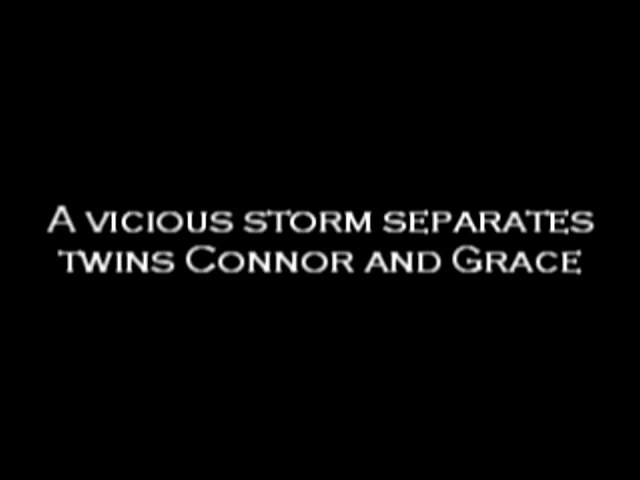 A VICIOUS STORM SEPARATES
TWINS CONNOR AND GRACE